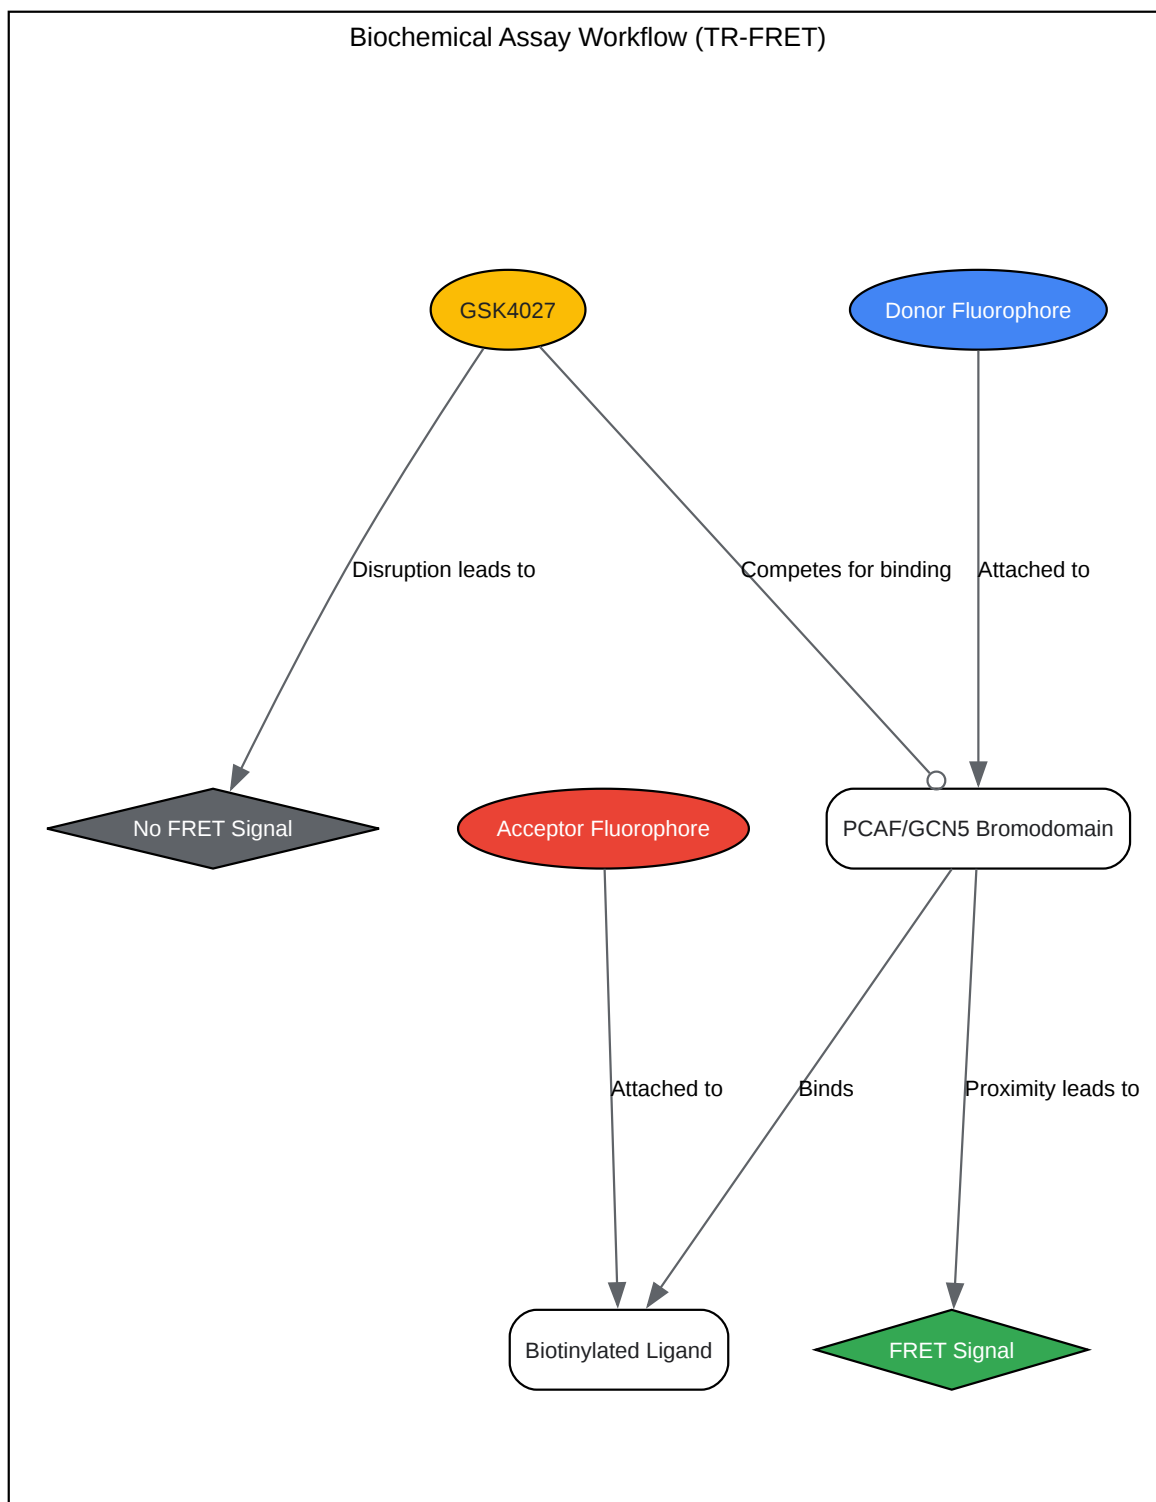 Biochemical Assay Workflow (TR-FRET)
GSK4027
Donor Fluorophore
Disruption leads to
Competes for binding
Attached to
No FRET Signal
Acceptor Fluorophore
PCAF/GCN5 Bromodomain
Attached to
Binds
Proximity leads to
Biotinylated Ligand
FRET Signal